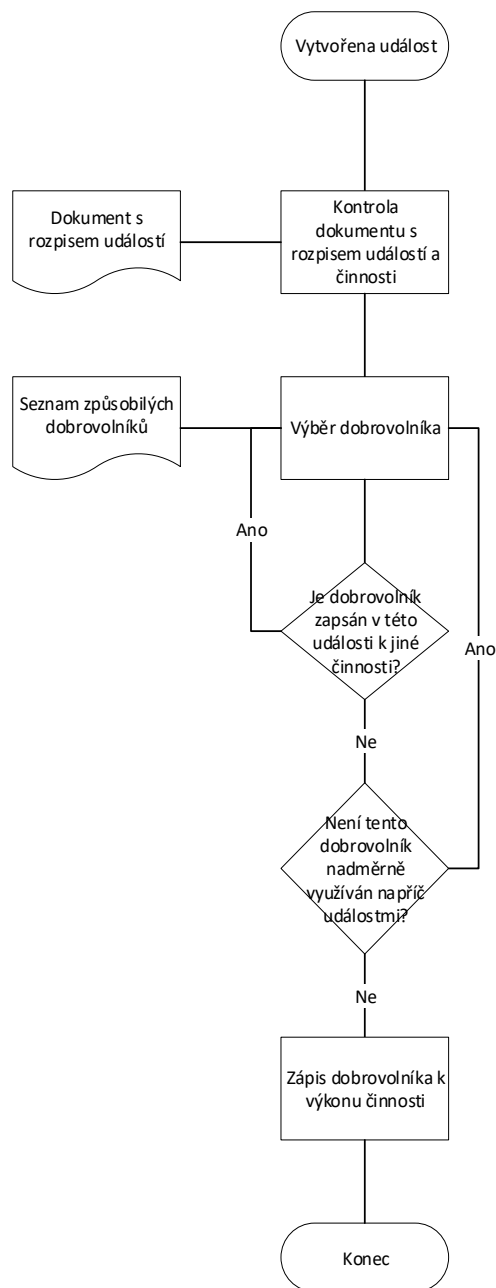 Vytvořena událost
Dokument s
rozpisem událostí
Kontrola
dokumentu s
rozpisem událostí a
činnosti
Seznam způsobilých
dobrovolníků
Výběr dobrovolníka
Ano
Je dobrovolník
zapsán v této
události k jiné
činnosti?
Ano
Ne
Není tento
dobrovolník
nadměrně
využíván napříč
událostmi?
Ne
Zápis dobrovolníka k
výkonu činnosti
Konec